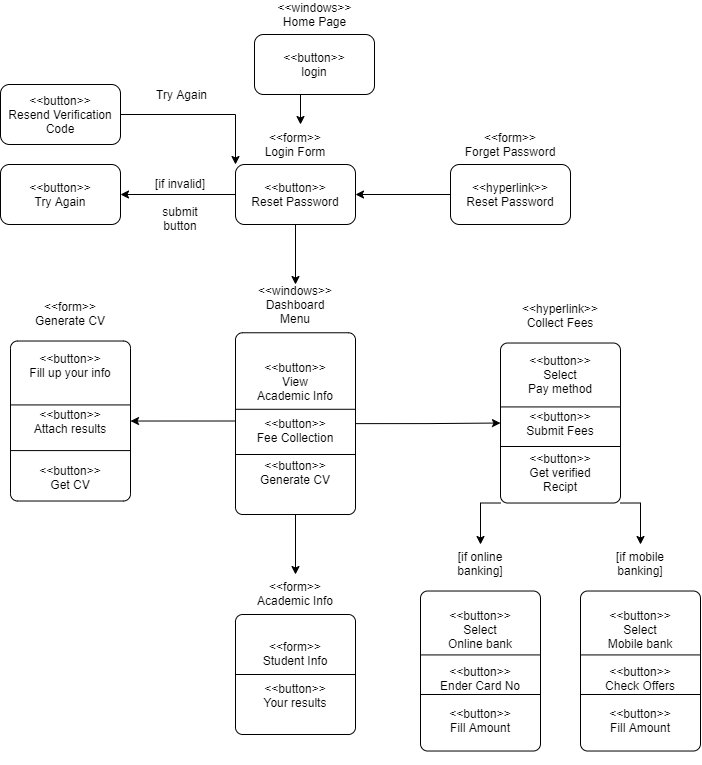 <<windows>>
Home Page
<<button>>
login
<<button>>
Resend Verification
Code
Try Again
<<form>>
Login Form
<<form>>
Forget Password
<<button>>
Try Again
[if invalid]
submit
button
<<button>>
Reset Password
<<hyperlink>>
Reset Password
<<windows>>
Dashboard
Menu
<<form>>
Generate CV
<<hyperlink>>
Collect Fees
<<button>>
Fill up your info
<<button>>
Attach results
<<button>>
Get CV
<<button>>
View
Academic Info
<<button>>
Fee Collection
<<button>>
Generate CV
<<button>>
Select
Pay method
<<button>>
Submit Fees
<<button>>
Get verified
Recipt
[if online
banking]
[if mobile
banking]
<<form>>
Academic Info
<<form>>
Student Info
<<button>>
Your results
<<button>>
Select
Online bank
<<button>>
Ender Card No
<<button>>
Fill Amount
<<button>>
Select
Mobile bank
<<button>>
Check Offers
<<button>>
Fill Amount